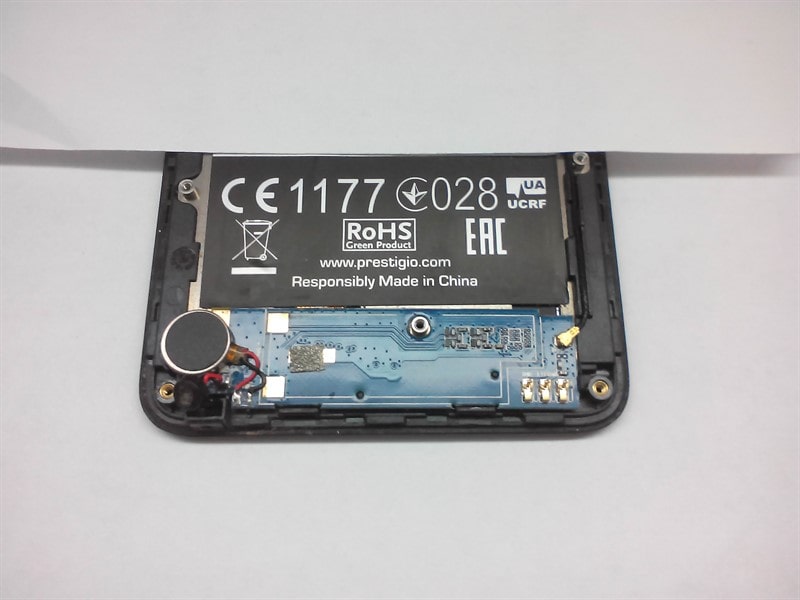 CE 1177 028 UA UCRF
RoHS
Green Product
EAC
www.prestigio.com
Responsibly Made in China